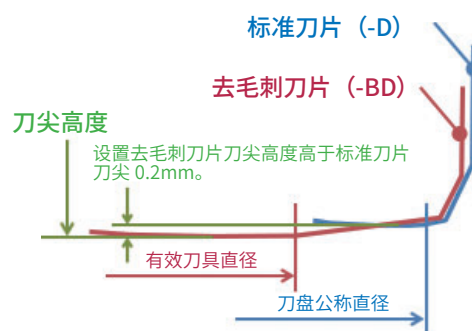 标准刀片（-D）
去毛刺刀片（-BD）
刀尖高度
设置去毛刺刀片刀尖高度高于标准刀片
刀尖 0.2mm。
有效刀具直径
刀盘公称直径